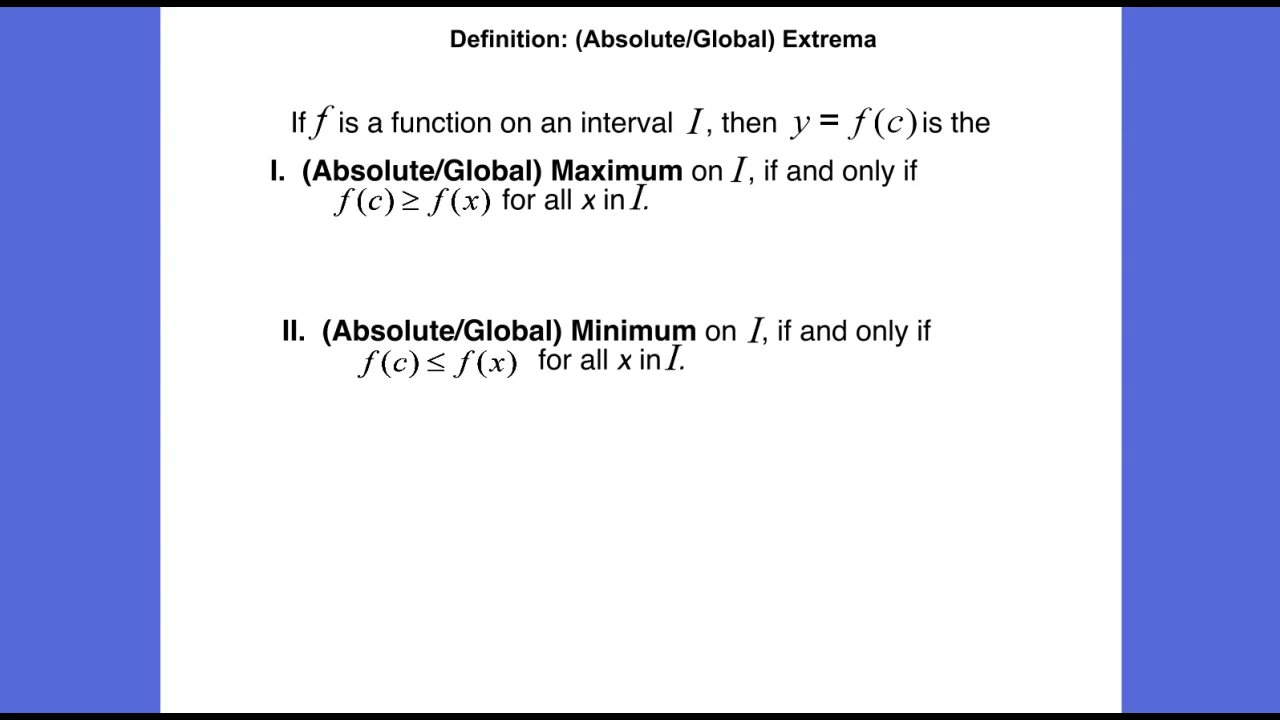 Definition: (Absolute/Global) Extrema
If f is a function on an interval I, then y = f(c) is the
I. (Absolute/Global) Maximum on I, if and only if
f(c) ≥ f(x) for all x in I.
II. (Absolute/Global) Minimum on I, if and only if
f(c) ≤ f(x) for all x in I.